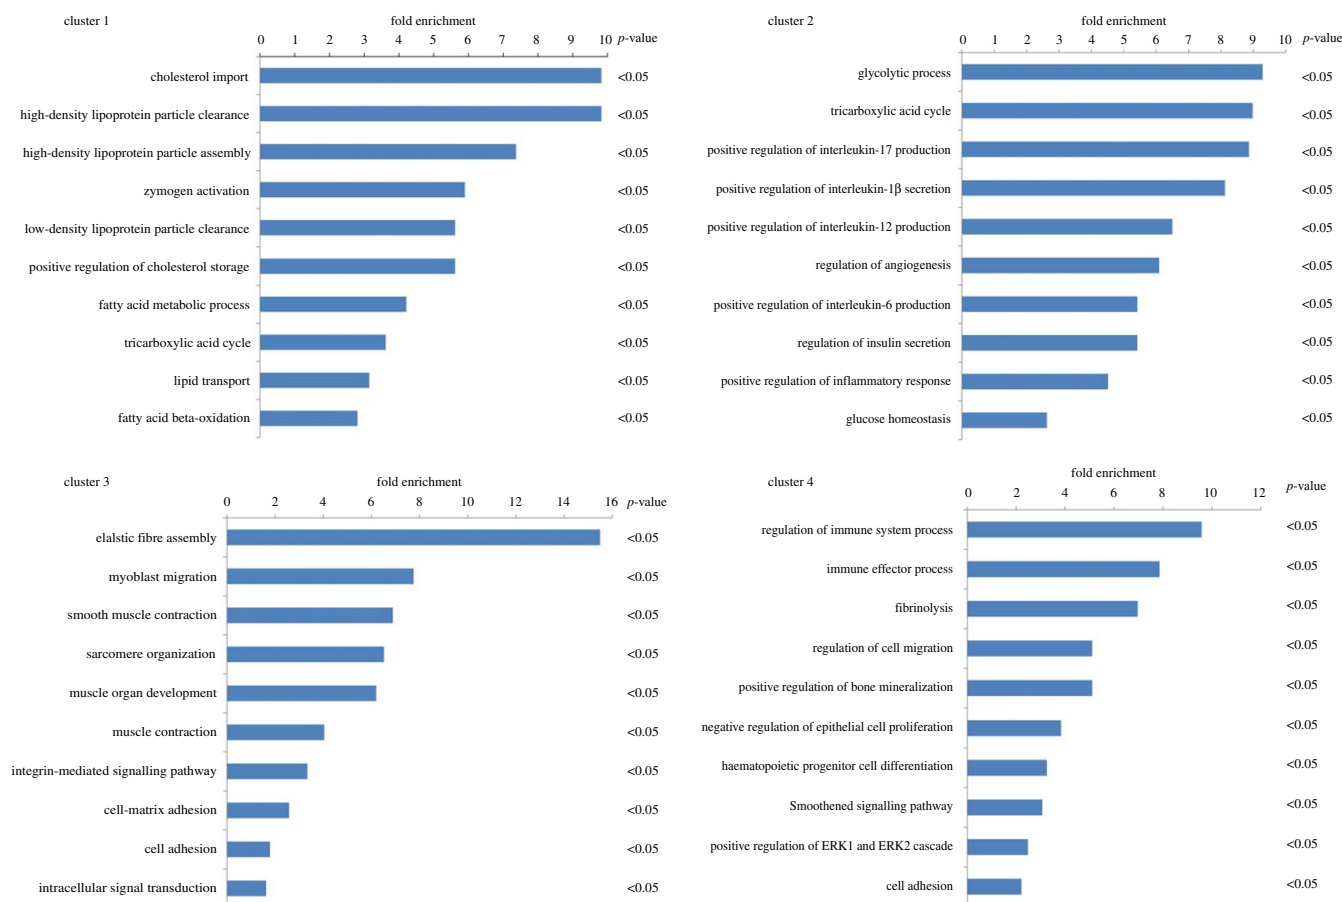 cluster 1
fold enrichment
0 1 2 3 4 5 6 7 8 9 10 p-value
cholesterol import <0.05
high-density lipoprotein particle clearance <0.05
high-density lipoprotein particle assembly <0.05
zymogen activation <0.05
low-density lipoprotein particle clearance <0.05
positive regulation of cholesterol storage <0.05
fatty acid metabolic process <0.05
tricarboxylic acid cycle <0.05
lipid transport <0.05
fatty acid beta-oxidation <0.05
cluster 2
fold enrichment
0 1 2 3 4 5 6 7 8 9 10 p-value
glycolytic process <0.05
tricarboxylic acid cycle <0.05
positive regulation of interleukin-17 production <0.05
positive regulation of interleukin-1β secretion <0.05
positive regulation of interleukin-12 production <0.05
regulation of angiogenesis <0.05
positive regulation of interleukin-6 production <0.05
regulation of insulin secretion <0.05
positive regulation of inflammatory response <0.05
glucose homeostasis <0.05
cluster 3
fold enrichment
0 2 4 6 8 10 12 14 16 p-value
elalstic fibre assembly <0.05
myoblast migration <0.05
smooth muscle contraction <0.05
sarcomere organization <0.05
muscle organ development <0.05
muscle contraction <0.05
integrin-mediated signalling pathway <0.05
cell-matrix adhesion <0.05
cell adhesion <0.05
intracellular signal transduction <0.05
cluster 4
fold enrichment
0 2 4 6 8 10 12 p-value
regulation of immune system process <0.05
immune effector process <0.05
fibrinolysis <0.05
regulation of cell migration <0.05
positive regulation of bone mineralization <0.05
negative regulation of epithelial cell proliferation <0.05
haematopoietic progenitor cell differentiation <0.05
Smoothened signalling pathway <0.05
positive regulation of ERK1 and ERK2 cascade <0.05
cell adhesion <0.05